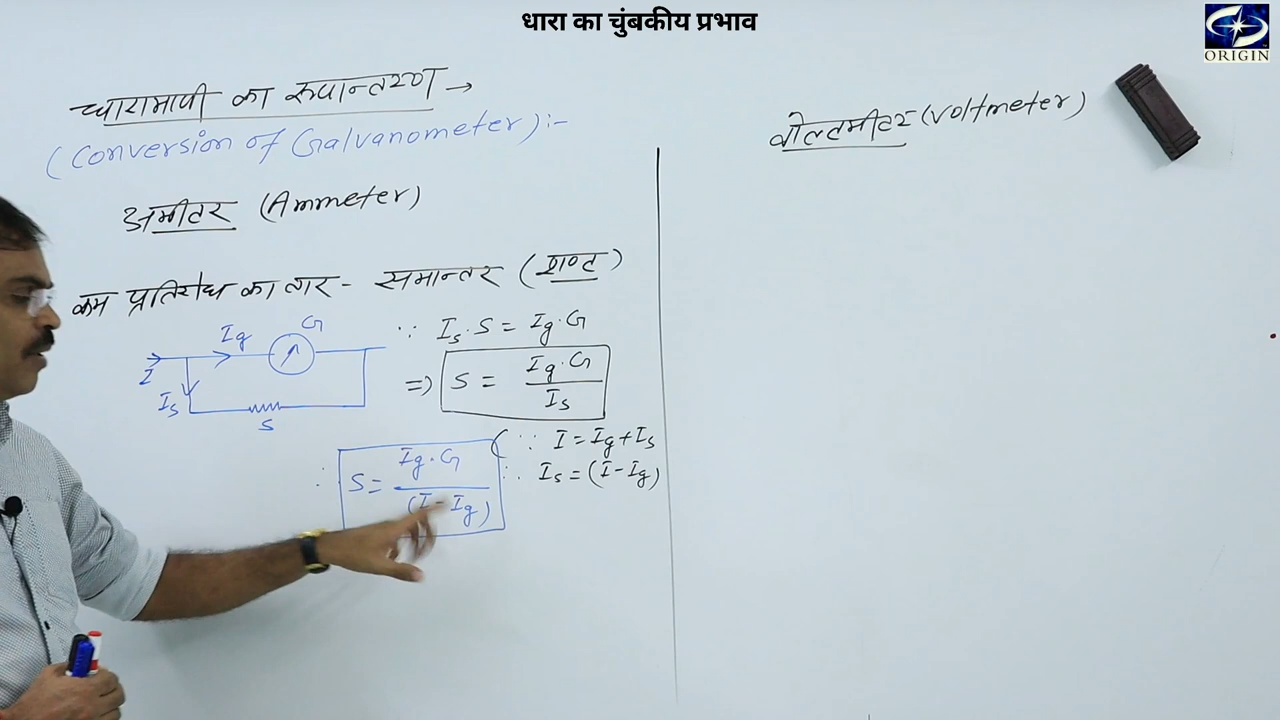 धारा का चुंबकीय प्रभाव
ORIGIN
धारामापी का रूपान्तरण →
(Conversion of Galvanometer):-
अमीटर (Ammeter)
कम प्रतिरोध का तार - समान्तर (शण्ट)
I Ig G
Is S
∵ Is.S = Ig.G
=> S = Ig.G / Is
(∵ I = Ig + Is
∴ Is = (I-Ig)
∴ S = Ig.G / (I-Ig)
वोल्टमीटर (voltmeter)